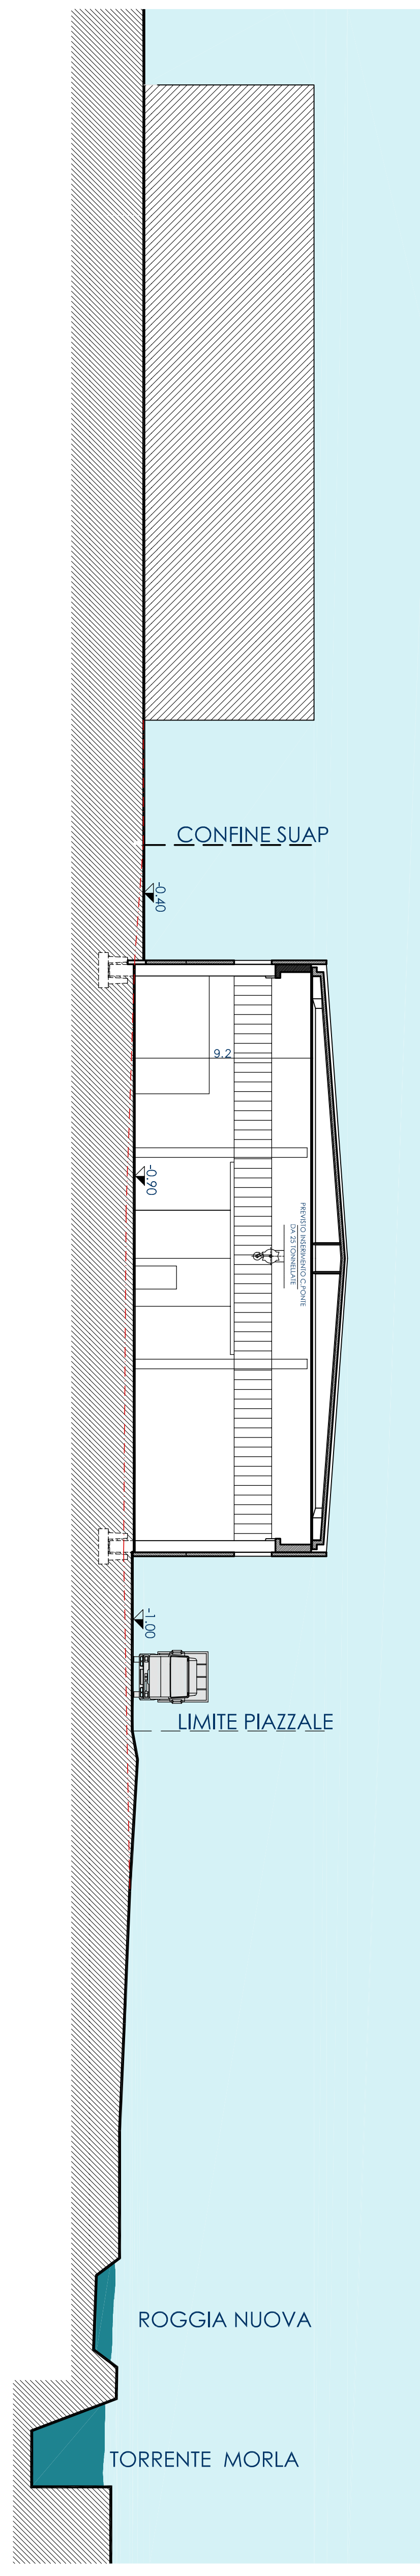 CONFINE SUAP
-0.40
9.2
-0.90
PREVISTO INSERIMENTO C.PONTE
DA 25 TONNELLATE
-1.00
LIMITE PIAZZALE
ROGGIA NUOVA
TORRENTE MORLA